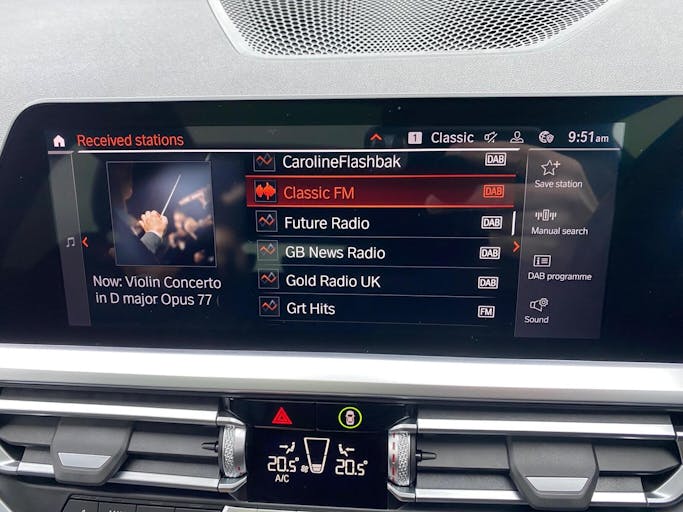 Received stations
1 Classic 9:51am
CarolineFlashbak DAB
Classic FM DAB
Future Radio DAB
GB News Radio DAB
Gold Radio UK DAB
Grt Hits FM
Now: Violin Concerto
in D major Opus 77
Save station
Manual search
DAB programme
Sound
20.5° 20.5°
A/C